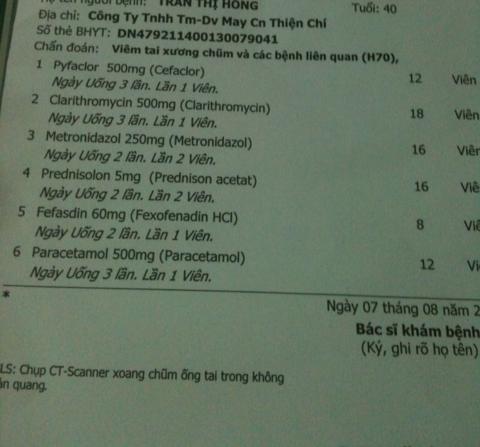 Họ tên người bệnh: TRẦN THỊ HỒNG Tuổi: 40
Địa chỉ: Công Ty Tnhh Tm-Dv May Cn Thiện Chí
Số thẻ BHYT: DN479211400130079041
Chẩn đoán: Viêm tai xương chũm và các bệnh liên quan (H70),
1 Pyfaclor 500mg (Cefaclor) 12 Viên
Ngày Uống 3 lần. Lần 1 Viên.
2 Clarithromycin 500mg (Clarithromycin) 18 Viên
Ngày Uống 3 lần. Lần 1 Viên.
3 Metronidazol 250mg (Metronidazol) 16 Viên
Ngày Uống 2 lần. Lần 2 Viên.
4 Prednisolon 5mg (Prednison acetat) 16 Viê
Ngày Uống 2 lần. Lần 2 Viên.
5 Fefasdin 60mg (Fexofenadin HCl) 8 Viê
Ngày Uống 2 lần. Lần 1 Viên.
6 Paracetamol 500mg (Paracetamol) 12 Vi
Ngày Uống 3 lần. Lần 1 Viên.
*
Ngày 07 tháng 08 năm 2
Bác sĩ khám bệnh
(Ký, ghi rõ họ tên)
LS: Chụp CT-Scanner xoang chũm ống tai trong không
ản quang.